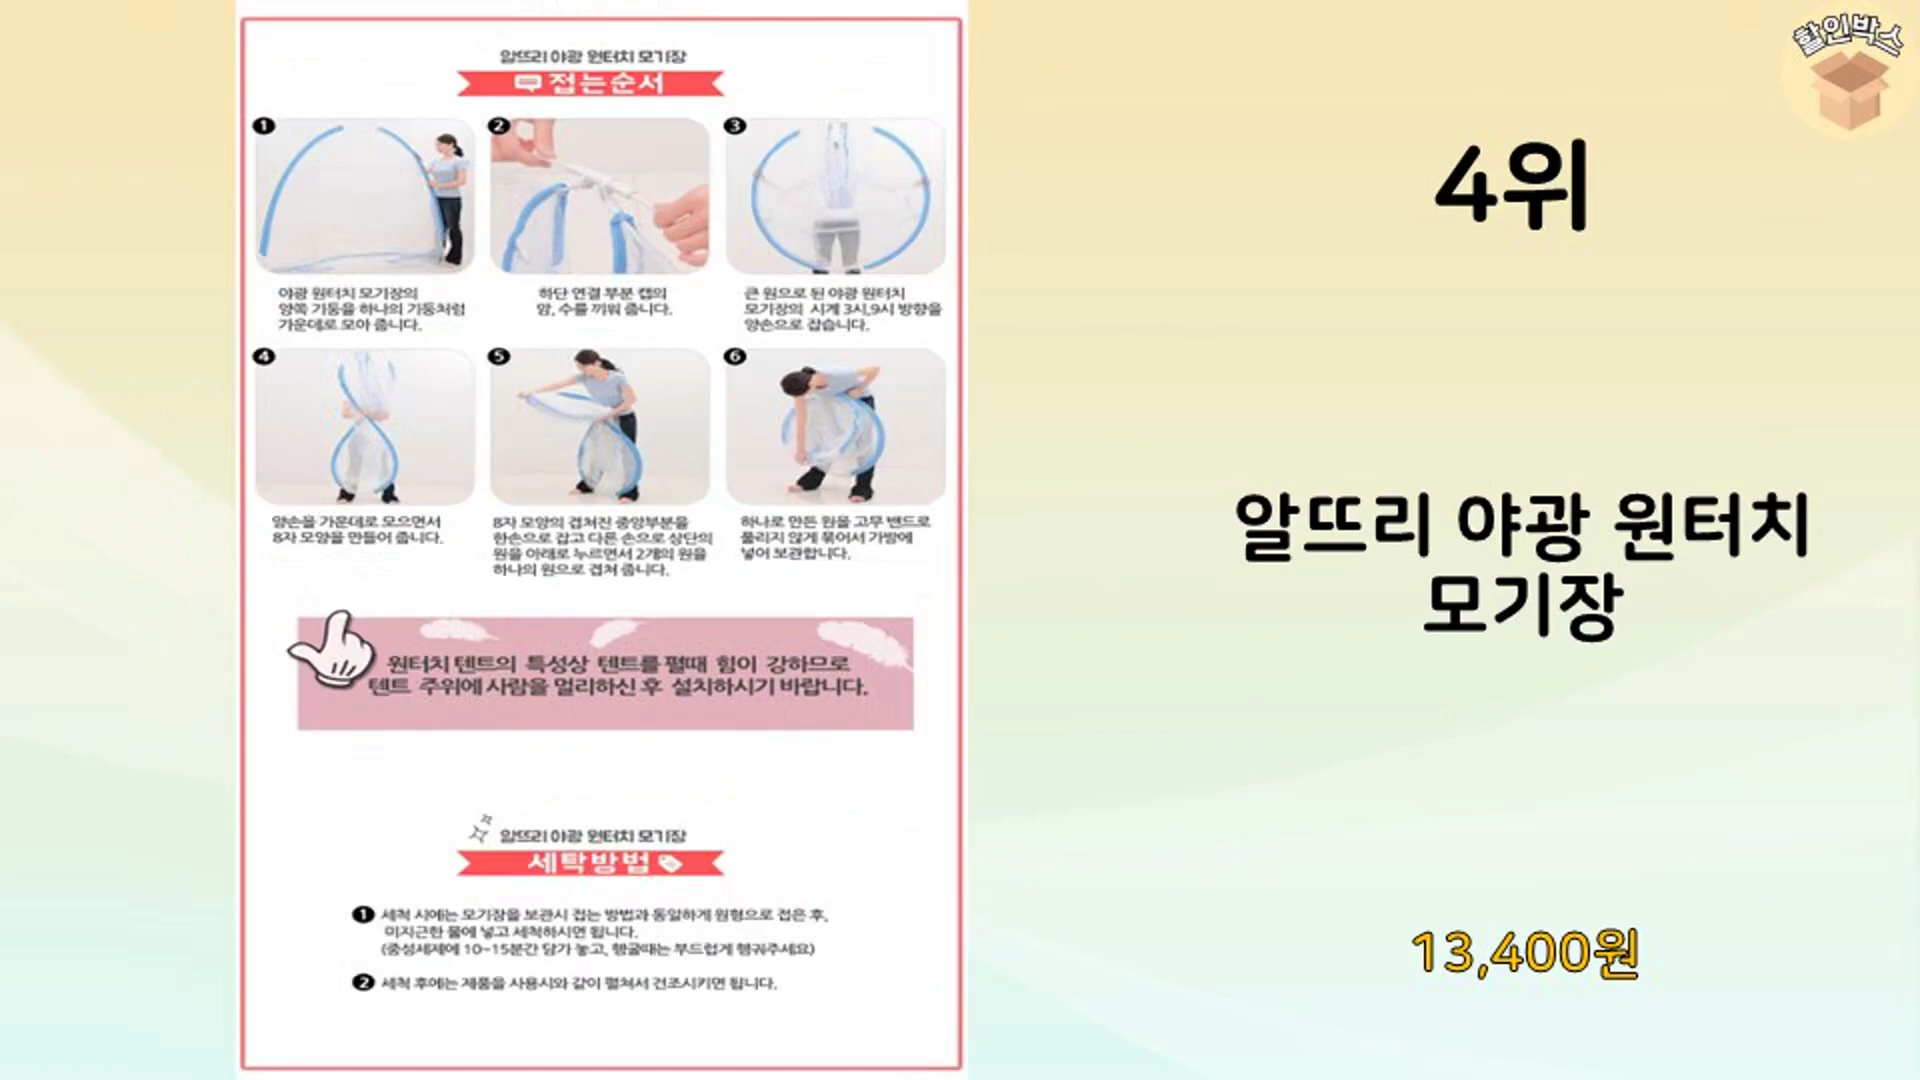 알뜨리 야광 원터치 모기장
접는순서
1
2
3
야광 원터치 모기장의
양쪽 기둥을 하나의 기둥처럼
가운데로 모아 줍니다.
하단 연결 부분 캡의
암, 수를 끼워 줍니다.
큰 원으로 된 야광 원터치
모기장의 시계 3시,9시 방향을
양손으로 잡습니다.
4
5
6
양손을 가운데로 모으면서
8자 모양을 만들어 줍니다.
8자 모양의 겹쳐진 중앙부분을
한손으로 잡고 다른 손으로 상단의
원을 아래로 누르면서 2개의 원을
하나의 원으로 겹쳐 줍니다.
하나로 만든 원을 고무 밴드로
풀리지 않게 묶어서 가방에
넣어 보관합니다.
원터치 텐트의 특성상 텐트를 펼때 힘이 강하므로
텐트 주위에 사람을 멀리하신 후 설치하시기 바랍니다.
알뜨리 야광 원터치 모기장
세탁방법
1 세척 시에는 모기장을 보관시 접는 방법과 동일하게 원형으로 접은 후,
미지근한 물에 넣고 세척하시면 됩니다.
(중성세제에 10~15분간 담가 놓고, 헹굴때는 부드럽게 헹궈주세요)
2 세척 후에는 제품을 사용시와 같이 펼쳐서 건조시키면 됩니다.
할인박스
4위
알뜨리 야광 원터치
모기장
13,400원